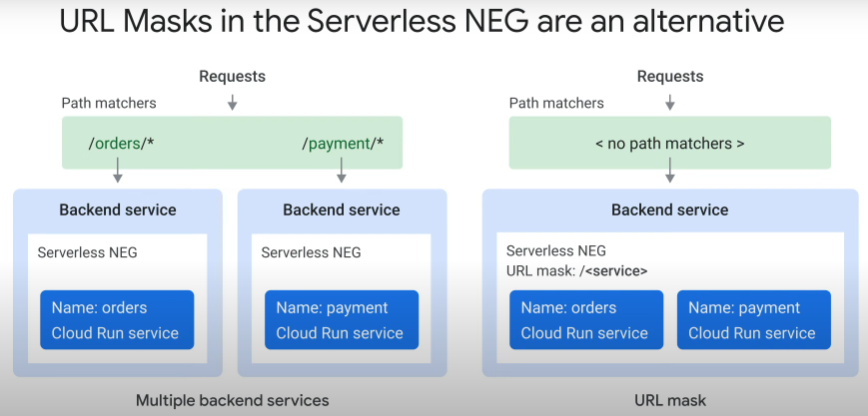 URL Masks in the Serverless NEG are an alternative
Requests
Path matchers
/orders/*
/payment/*
Backend service
Serverless NEG
Name: orders
Cloud Run service
Backend service
Serverless NEG
Name: payment
Cloud Run service
Multiple backend services
Requests
Path matchers
< no path matchers >
Backend service
Serverless NEG
URL mask: /<service>
Name: orders
Cloud Run service
Name: payment
Cloud Run service
URL mask